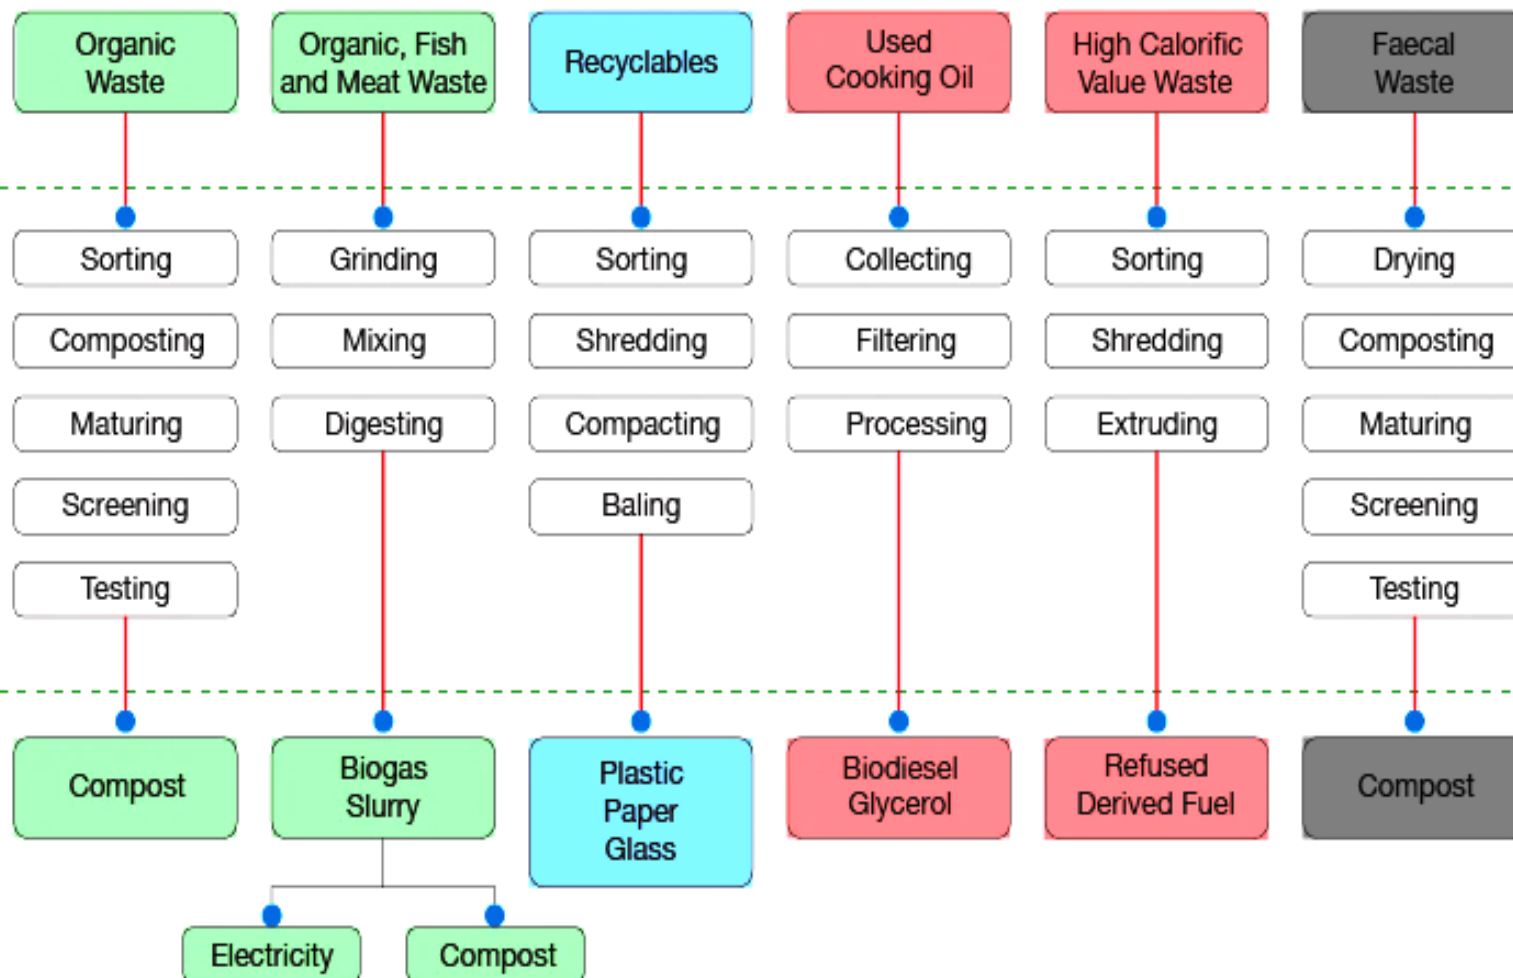 Organic
Waste
Organic, Fish
and Meat Waste
Recyclables
Used
Cooking Oil
High Calorific
Value Waste
Faecal
Waste
Sorting
Grinding
Sorting
Collecting
Sorting
Drying
Composting
Mixing
Shredding
Filtering
Shredding
Composting
Maturing
Digesting
Compacting
Processing
Extruding
Maturing
Screening
Baling
Screening
Testing
Testing
Compost
Biogas
Slurry
Plastic
Paper
Glass
Biodiesel
Glycerol
Refused
Derived Fuel
Compost
Electricity
Compost